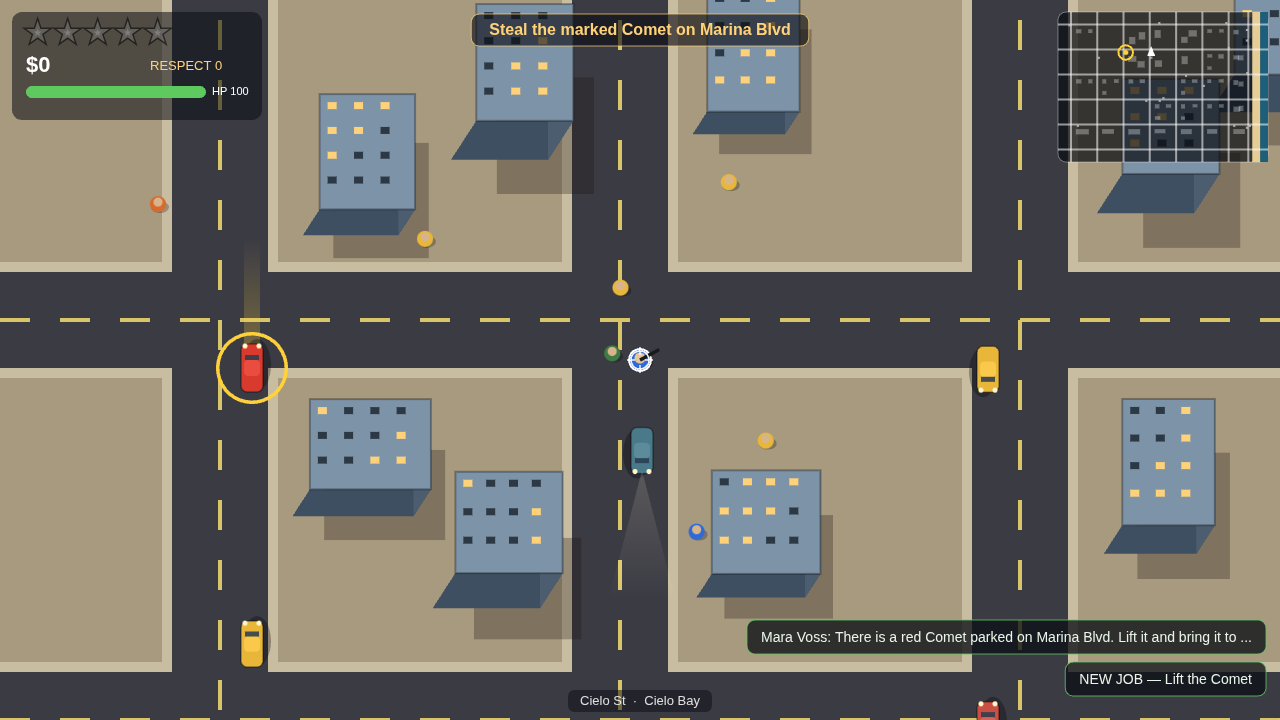 Steal the marked Comet on Marina Blvd
$0
RESPECT 0
HP 100
Mara Voss: There is a red Comet parked on Marina Blvd. Lift it and bring it to ...
NEW JOB — Lift the Comet
Cielo St · Cielo Bay